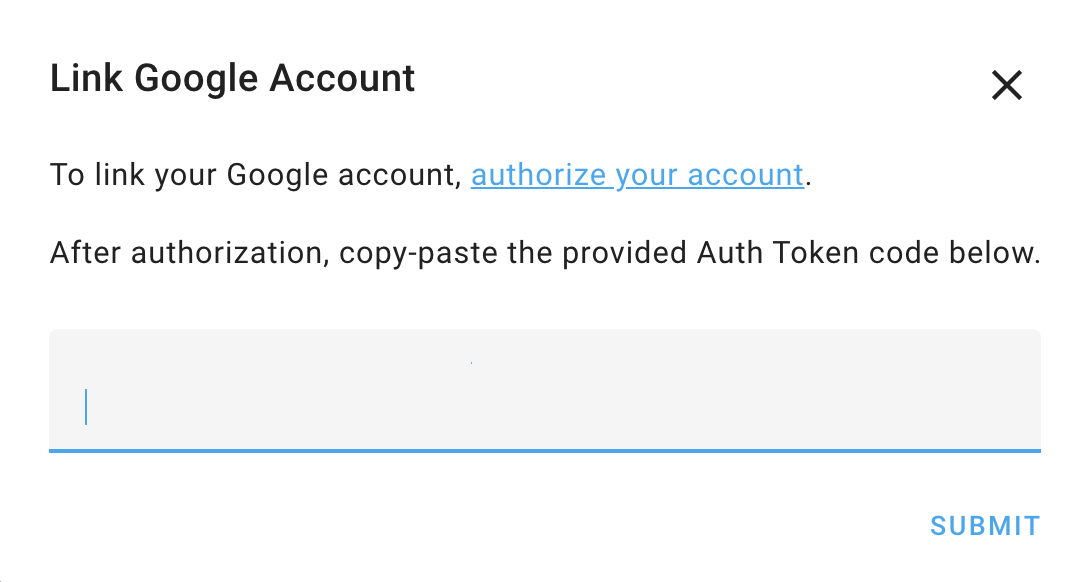 Link Google Account
To link your Google account, authorize your account.
After authorization, copy-paste the provided Auth Token code below.
SUBMIT